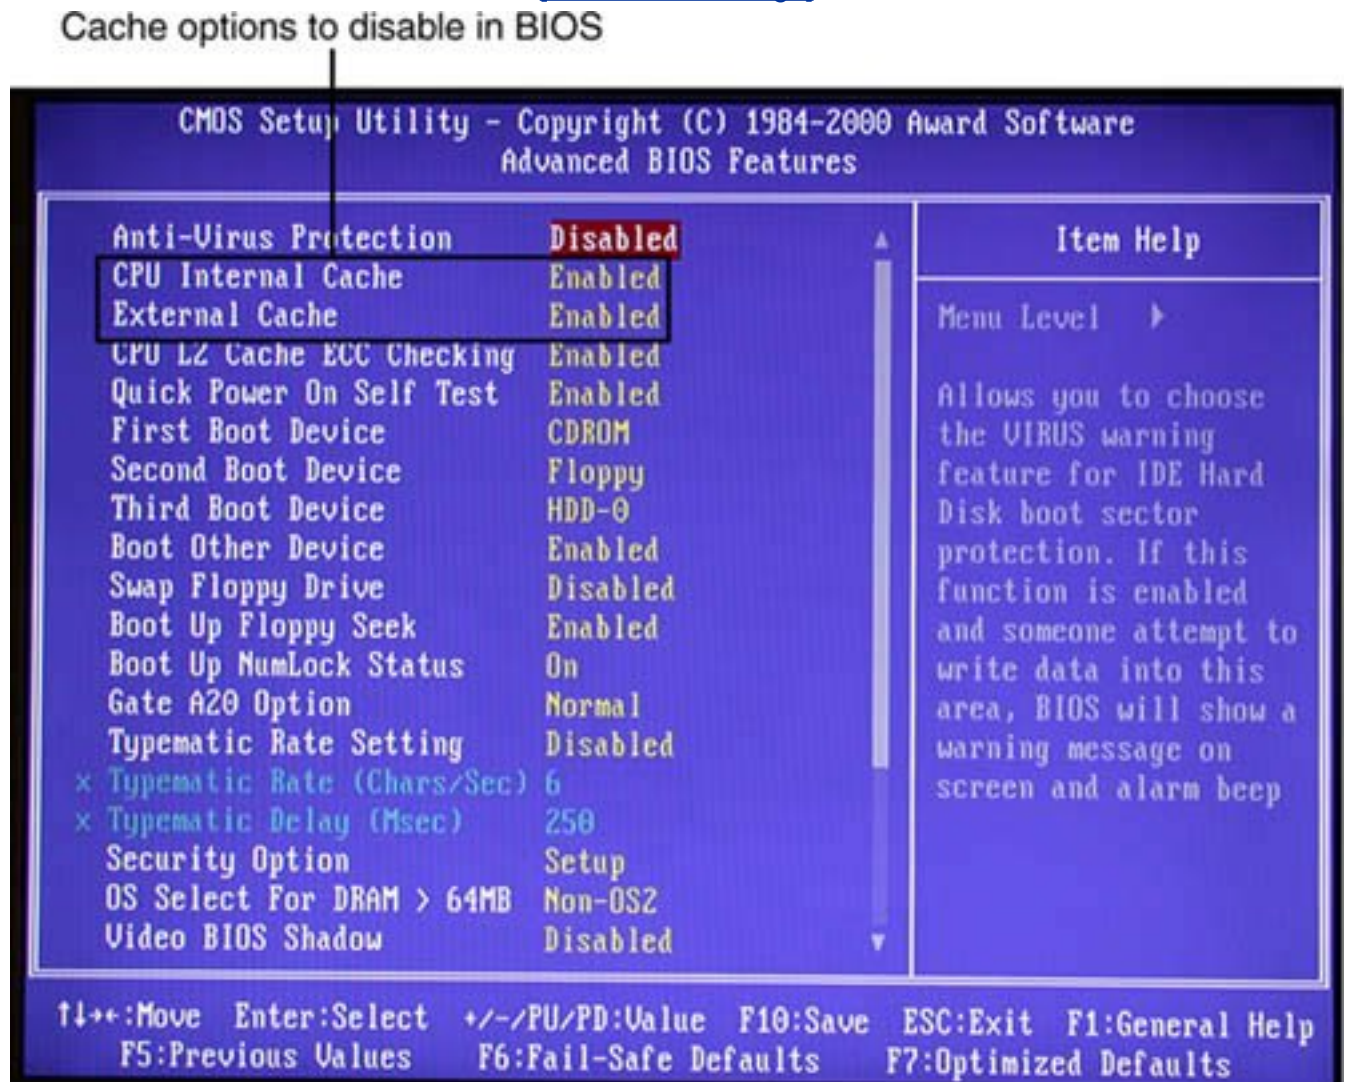 Cache options to disable in BIOS
CMOS Setup Utility – Copyright (C) 1984-2000 Award Software
Advanced BIOS Features
Anti-Virus Protection Disabled
CPU Internal Cache Enabled
External Cache Enabled
CPU L2 Cache ECC Checking Enabled
Quick Power On Self Test Enabled
First Boot Device CDROM
Second Boot Device Floppy
Third Boot Device HDD-0
Boot Other Device Enabled
Swap Floppy Drive Disabled
Boot Up Floppy Seek Enabled
Boot Up NumLock Status On
Gate A20 Option Normal
Typematic Rate Setting Disabled
x Typematic Rate (Chars/Sec) 6
x Typematic Delay (Msec) 250
Security Option Setup
OS Select For DRAM > 64MB Non-OS2
Video BIOS Shadow Disabled
Item Help
Menu Level
Allows you to choose
the VIRUS warning
feature for IDE Hard
Disk boot sector
protection. If this
function is enabled
and someone attempt to
write data into this
area, BIOS will show a
warning message on
screen and alarm beep
↑↓→←:Move Enter:Select +/-/PU/PD:Value F10:Save ESC:Exit F1:General Help
F5:Previous Values F6:Fail-Safe Defaults F7:Optimized Defaults